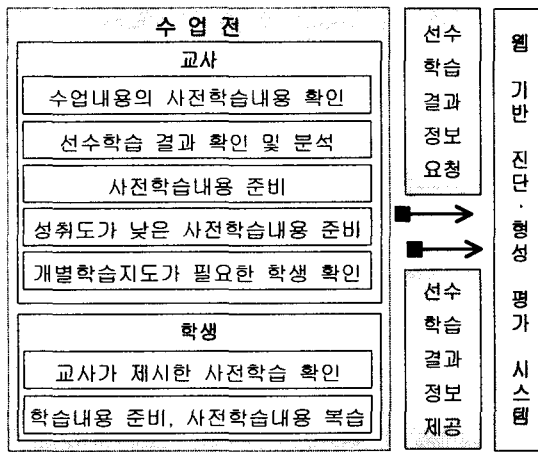 수 업 전
교사
수업내용의 사전학습내용 확인
선수학습 결과 확인 및 분석
사전학습내용 준비
성취도가 낮은 사전학습내용 준비
개별학습지도가 필요한 학생 확인
학생
교사가 제시한 사전학습 확인
학습내용 준비, 사전학습내용 복습
선수
학습
결과
정보
요청
선수
학습
결과
정보
제공
웹 기반 진단·형성 평가 시스템